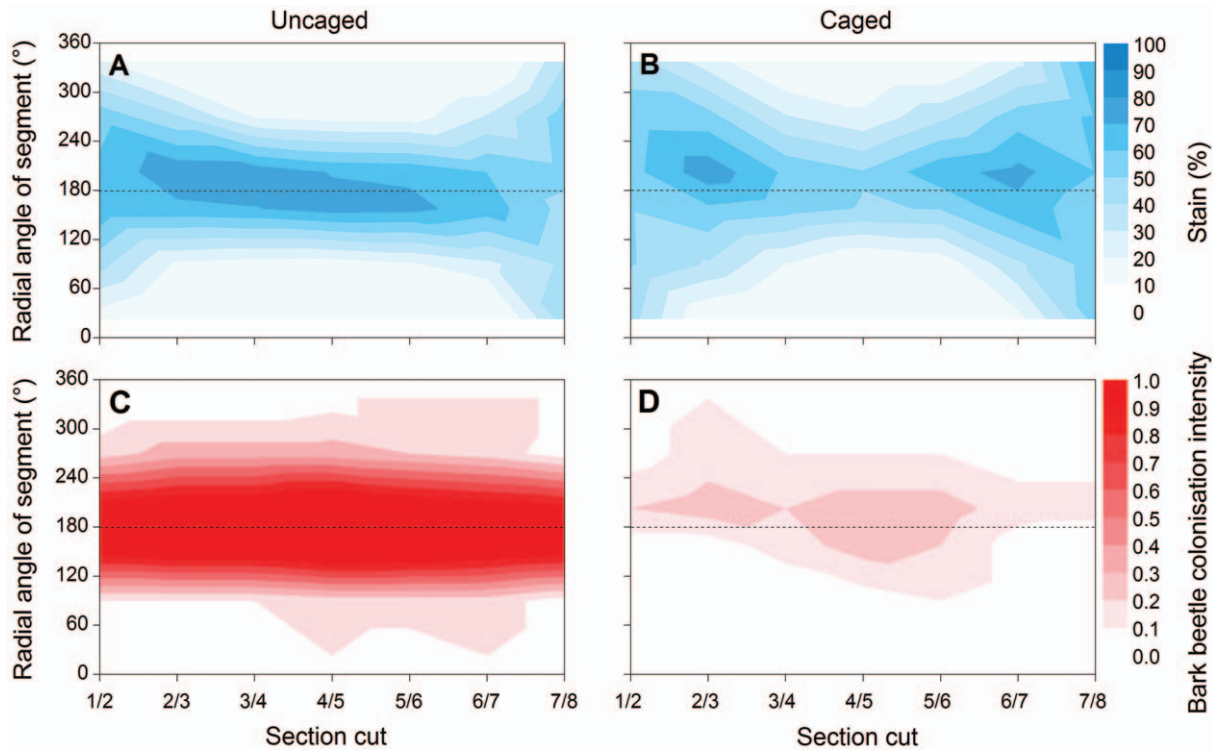 Uncaged
Caged
Radial angle of segment (°)
360
300
240
180
120
60
0
A
B
100
90
80
70
60
50
40
30
20
10
0
Stain (%)
Radial angle of segment (°)
360
300
240
180
120
60
0
C
D
1.0
0.9
0.8
0.7
0.6
0.5
0.4
0.3
0.2
0.1
0.0
Bark beetle colonisation intensity
1/2 2/3 3/4 4/5 5/6 6/7 7/8
1/2 2/3 3/4 4/5 5/6 6/7 7/8
Section cut
Section cut